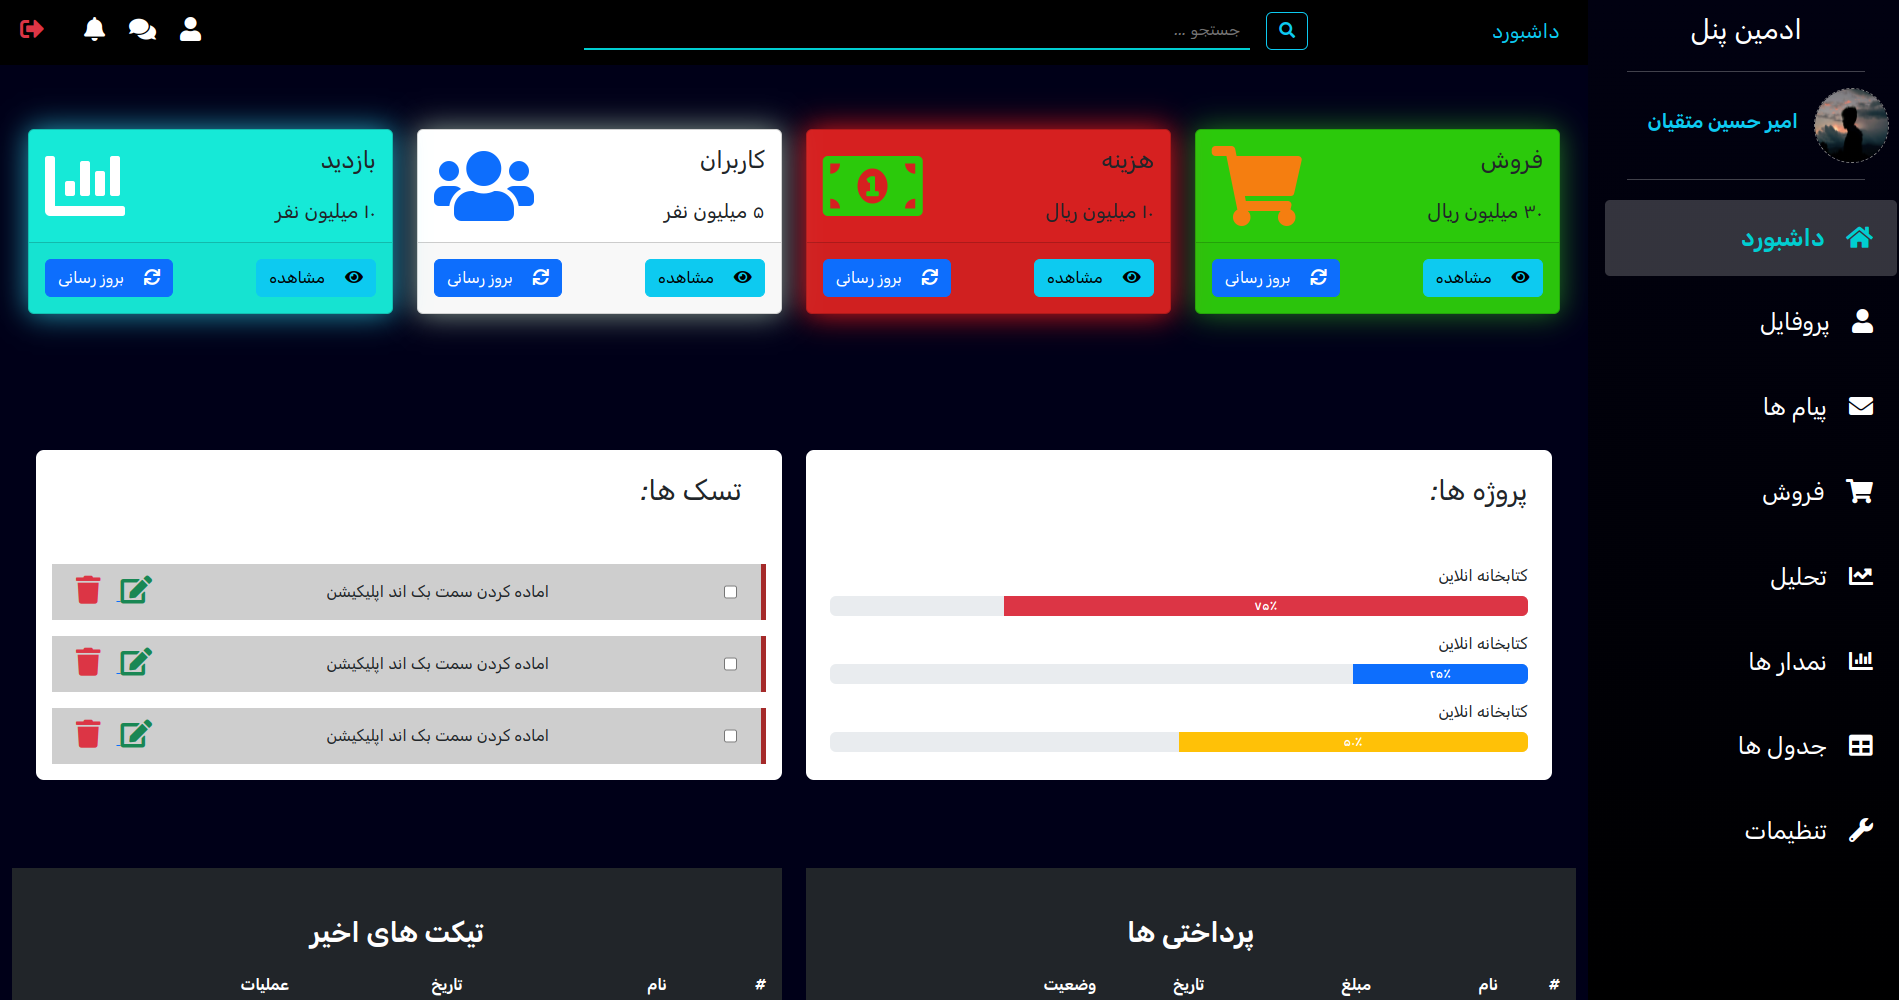 ادمین پنل
امیر حسین متقیان
داشبورد
پروفایل
پیام ها
فروش
تحلیل
نمدار ها
جدول ها
تنظیمات
داشبورد
جستجو ...
فروش
۳۰ میلیون ریال
مشاهده
بروز رسانی
هزینه
۱۰ میلیون ریال
مشاهده
بروز رسانی
کاربران
۵ میلیون نفر
مشاهده
بروز رسانی
بازدید
۱۰ میلیون نفر
مشاهده
بروز رسانی
پروژه ها:
کتابخانه انلاین
۷۵٪
کتابخانه انلاین
۲۵٪
کتابخانه انلاین
۵۰٪
تسک ها:
اماده کردن سمت بک اند اپلیکیشن
اماده کردن سمت بک اند اپلیکیشن
اماده کردن سمت بک اند اپلیکیشن
پرداختی ها
# نام مبلغ تاریخ وضعیت
تیکت های اخیر
# نام تاریخ عملیات